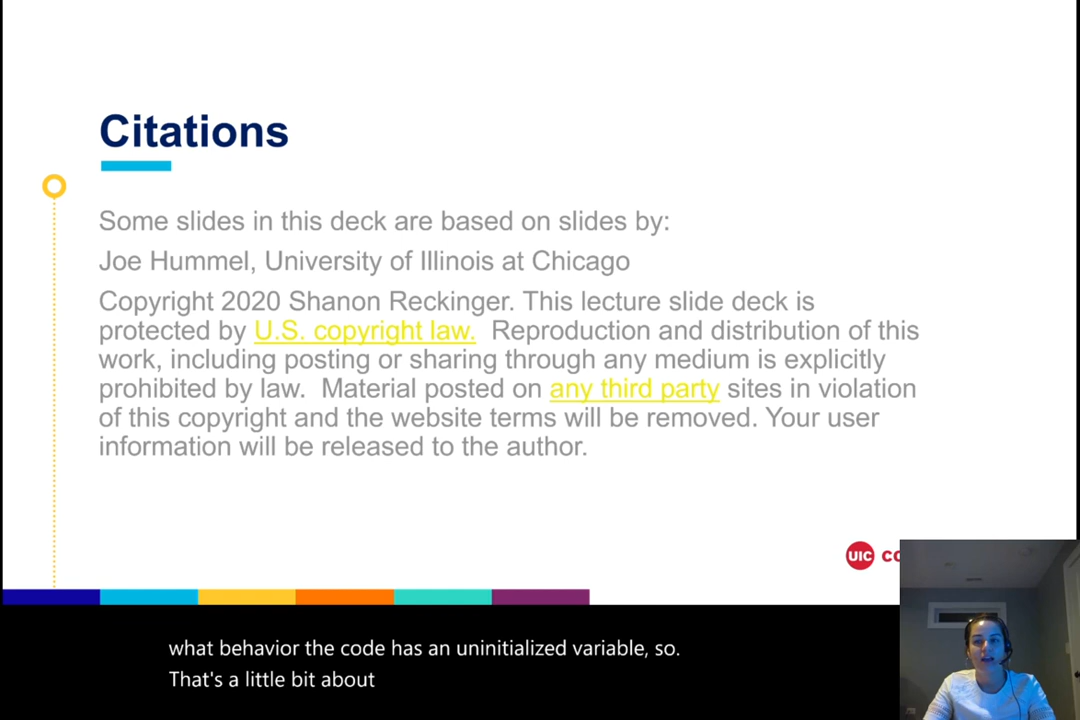 Citations
Some slides in this deck are based on slides by:
Joe Hummel, University of Illinois at Chicago
Copyright 2020 Shanon Reckinger. This lecture slide deck is
protected by U.S. copyright law.  Reproduction and distribution of this
work, including posting or sharing through any medium is explicitly
prohibited by law.  Material posted on any third party sites in violation
of this copyright and the website terms will be removed. Your user
information will be released to the author.
UIC
what behavior the code has an uninitialized variable, so.
That's a little bit about